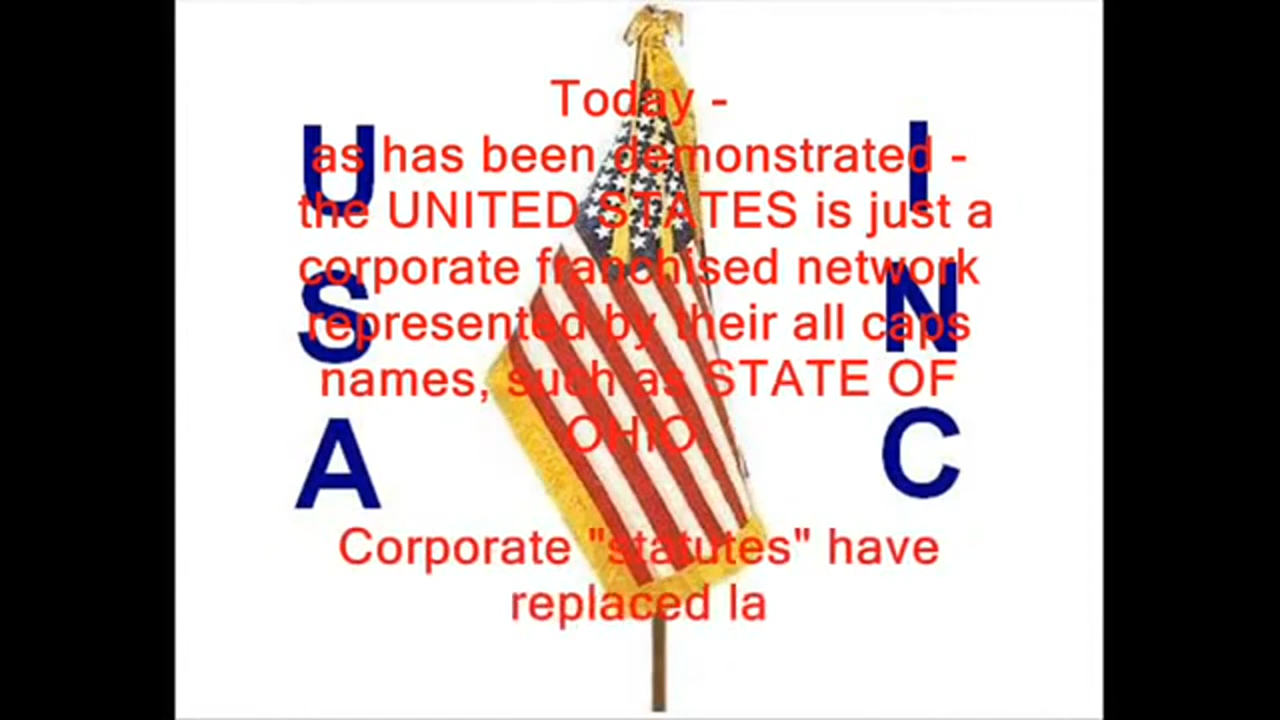 Today -
as has been demonstrated -
the UNITED STATES is just a
corporate franchised network
represented by their all caps
names, such as STATE OF
OHIO.
Corporate "statutes" have
replaced la
U
S
A
I
N
C